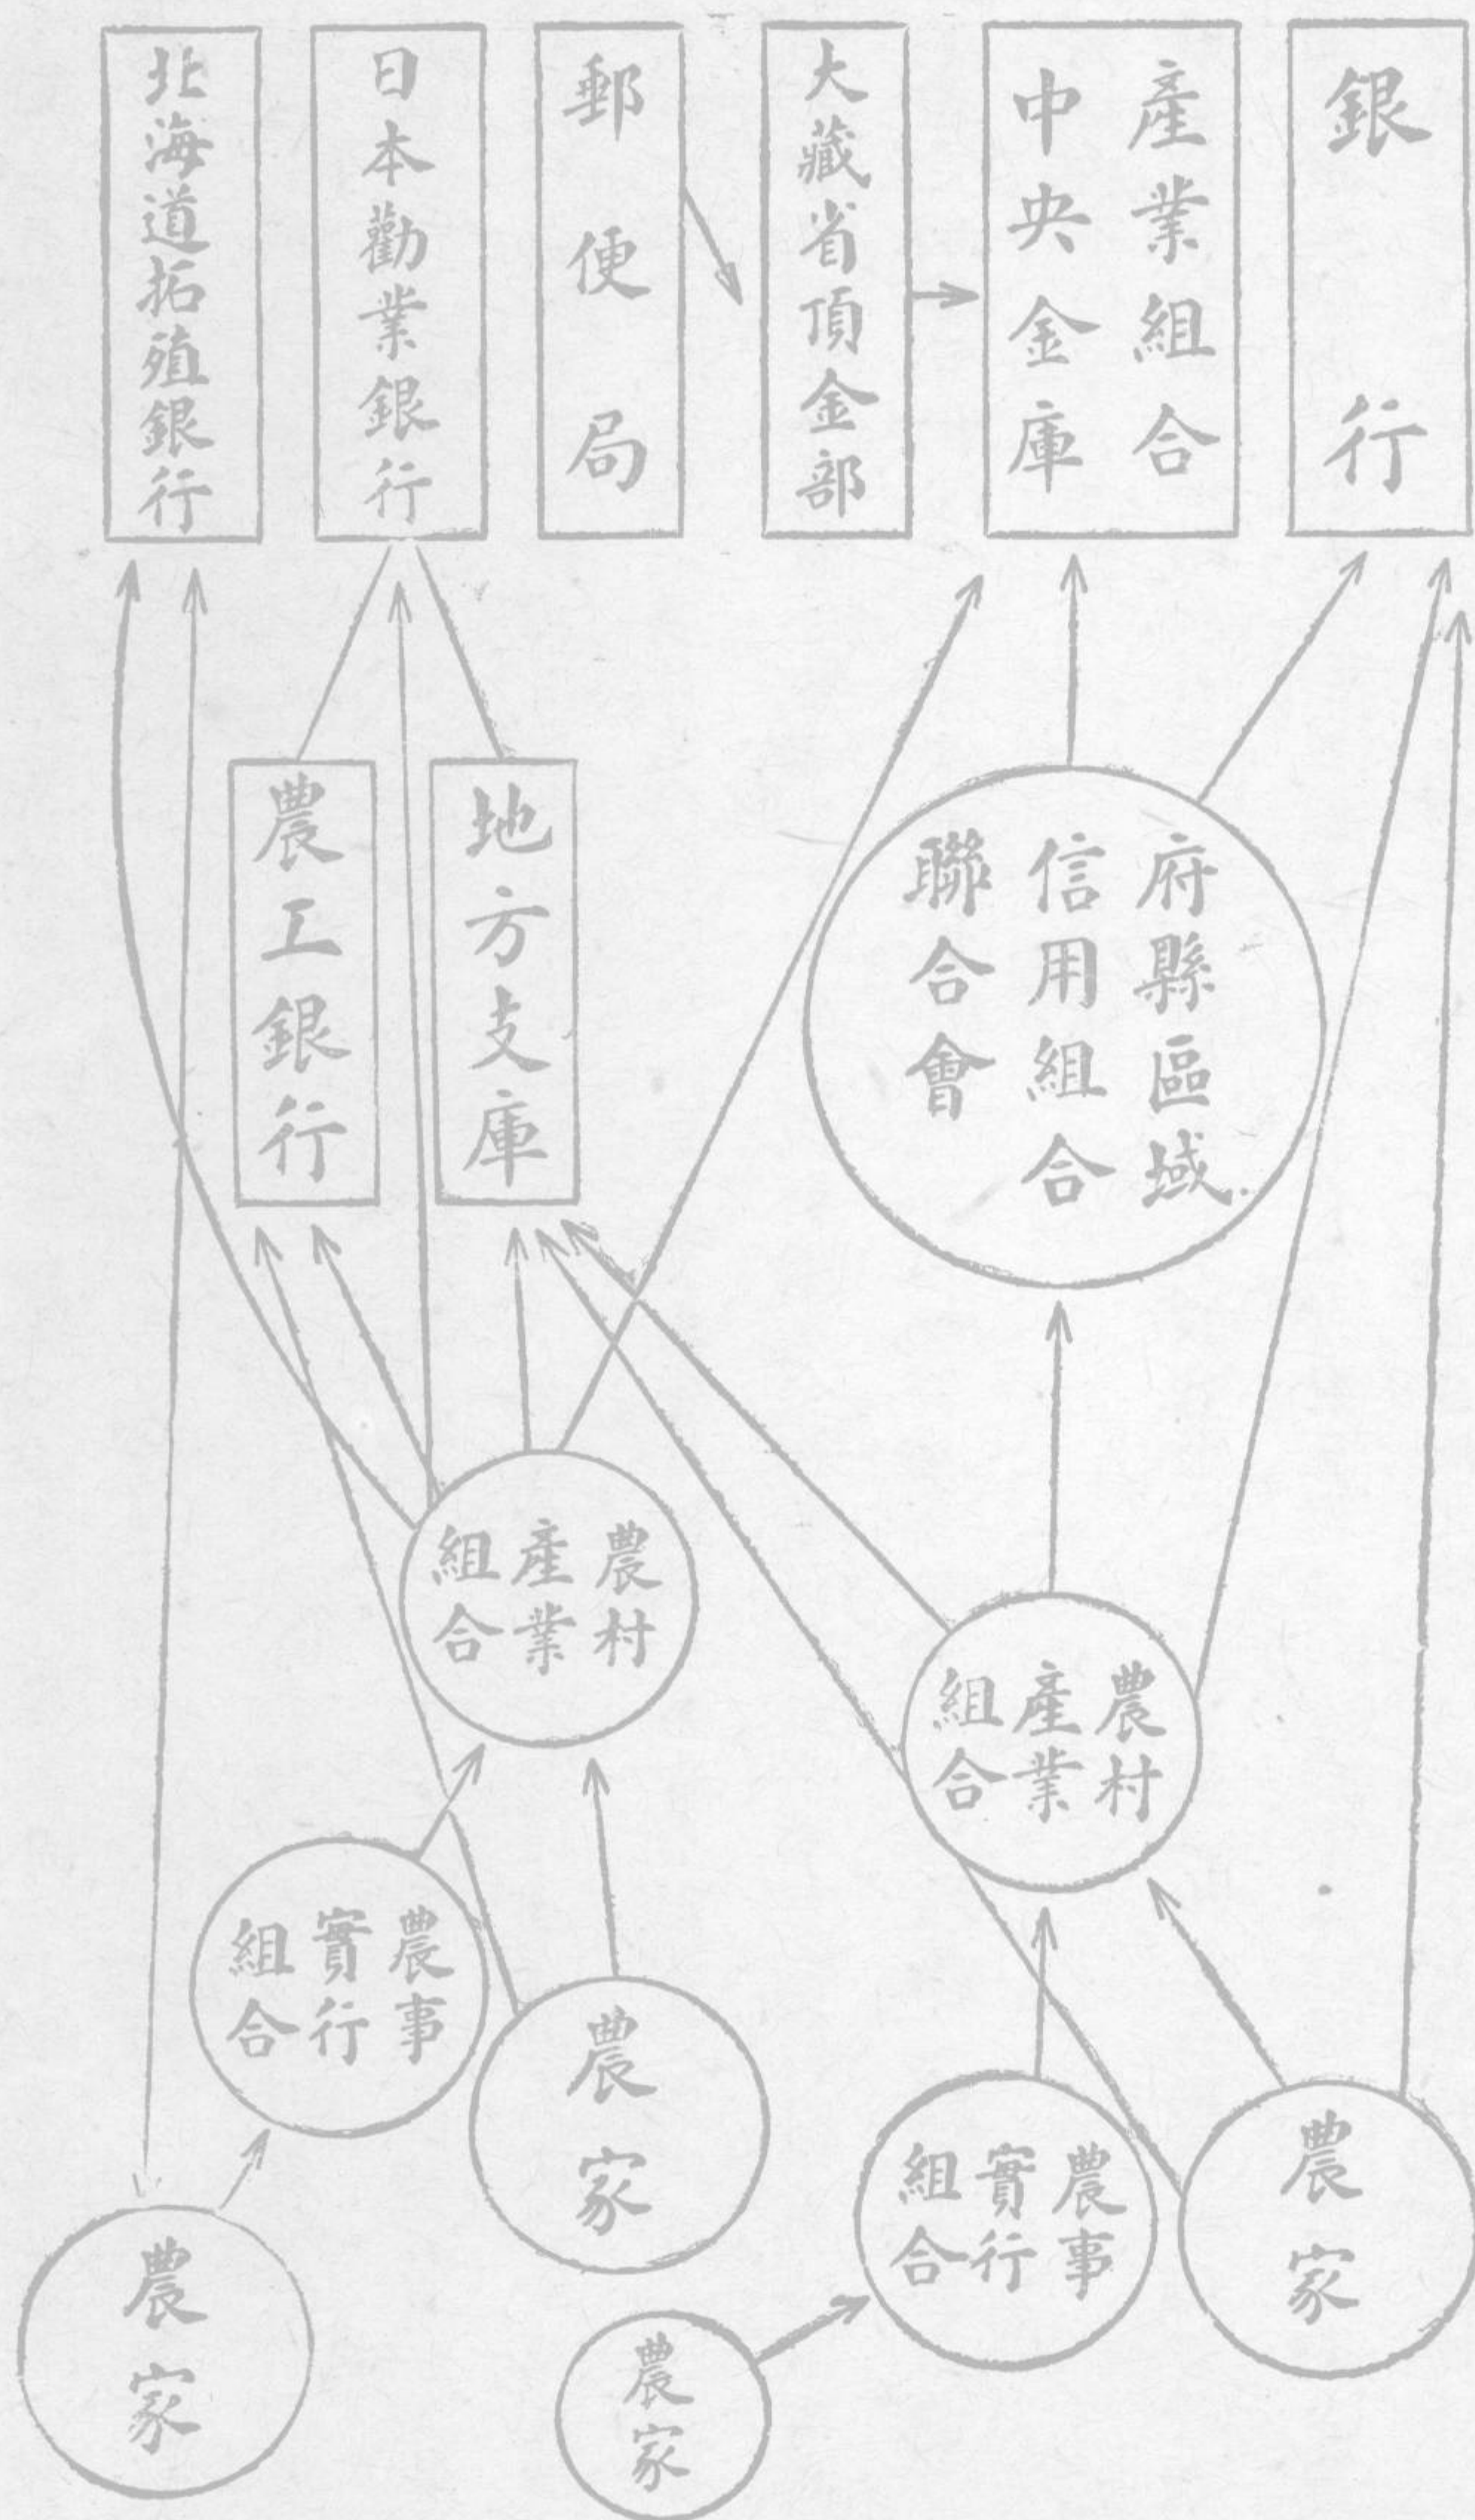 銀行
產業組合
中央金庫
大藏省頂金部
郵便局
日本勸業銀行
北海道拓殖銀行
府縣區域
信用組合
聯合會
地方支庫
農工銀行
農村
產業
組合
農村
產業
組合
農家
農事
實行
組合
農家
農家
農事
實行
組合
農家